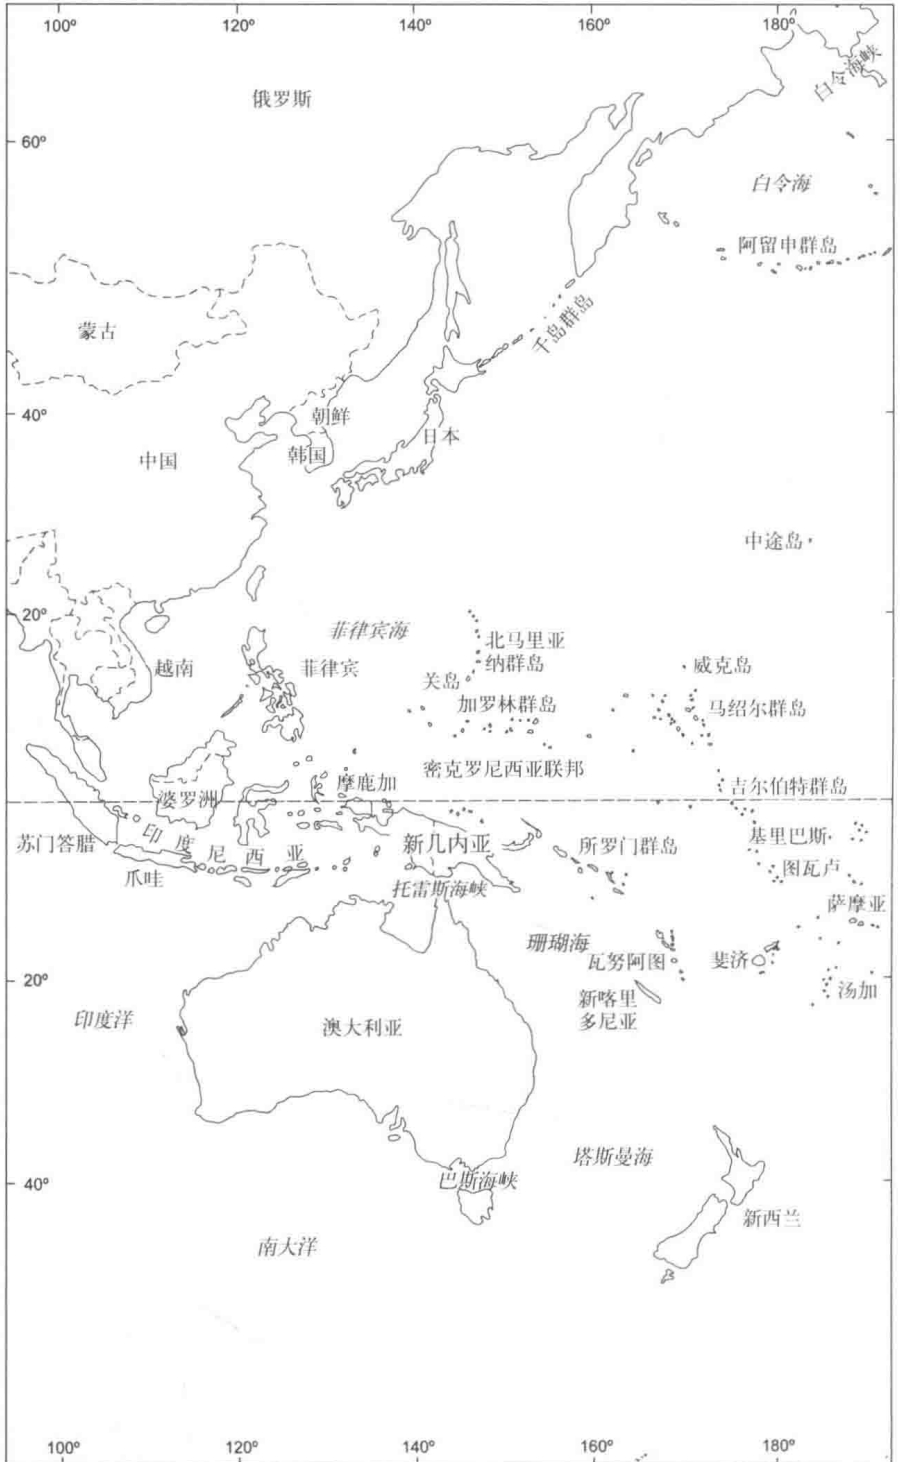 100° 120° 140° 160° 180°
白令海峡
俄罗斯
60°
白令海
阿留申群岛
千岛群岛
蒙古
40°
朝鲜
日本
韩国
中国
中途岛
20°
菲律宾海
北马里亚
纳群岛
越南
菲律宾
威克岛
关岛
加罗林群岛
马绍尔群岛
密克罗尼西亚联邦
摩鹿加
吉尔伯特群岛
婆罗洲
苏门答腊
印度尼西亚
新几内亚
所罗门群岛
基里巴斯
图瓦卢
爪哇
托雷斯海峡
萨摩亚
珊瑚海
瓦努阿图
斐济
20°
汤加
新喀里
多尼亚
印度洋
澳大利亚
塔斯曼海
40°
巴斯海峡
新西兰
南大洋
100° 120° 140° 160° 180°